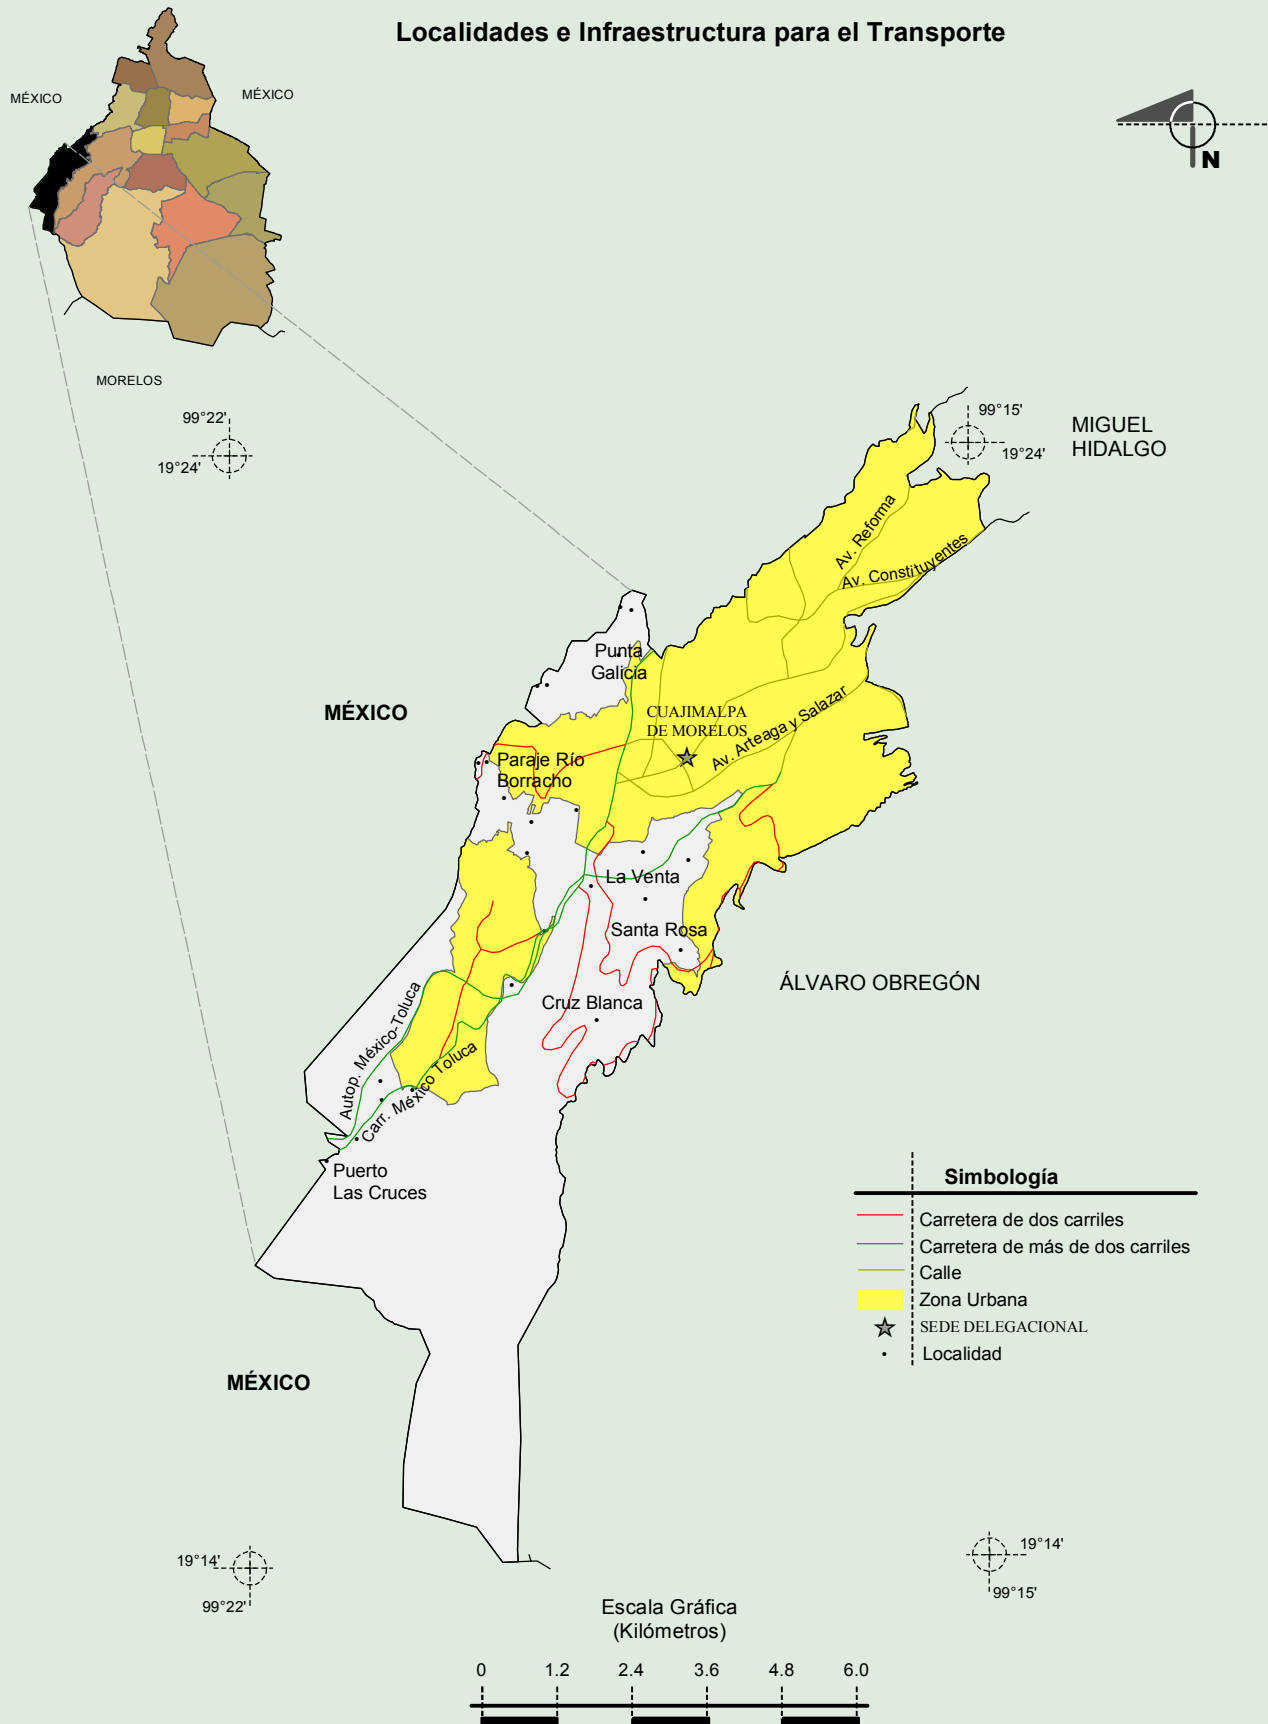 Localidades e Infraestructura para el Transporte
MÉXICO
MÉXICO
N
MORELOS
99°22'
19°24'
99°15'
19°24'
MIGUEL
HIDALGO
Av. Reforma
Av. Constituyentes
Punta
Galicia
MÉXICO
CUAJIMALPA
DE MORELOS
Av. Arteaga y Salazar
Paraje Río
Borracho
La Venta
Santa Rosa
ÁLVARO OBREGÓN
Cruz Blanca
Autop. México-Toluca
Carr. México Toluca
Puerto
Las Cruces
Simbología
Carretera de dos carriles
Carretera de más de dos carriles
Calle
Zona Urbana
SEDE DELEGACIONAL
Localidad
MÉXICO
19°14'
99°22'
19°14'
99°15'
Escala Gráfica
(Kilómetros)
0 1.2 2.4 3.6 4.8 6.0